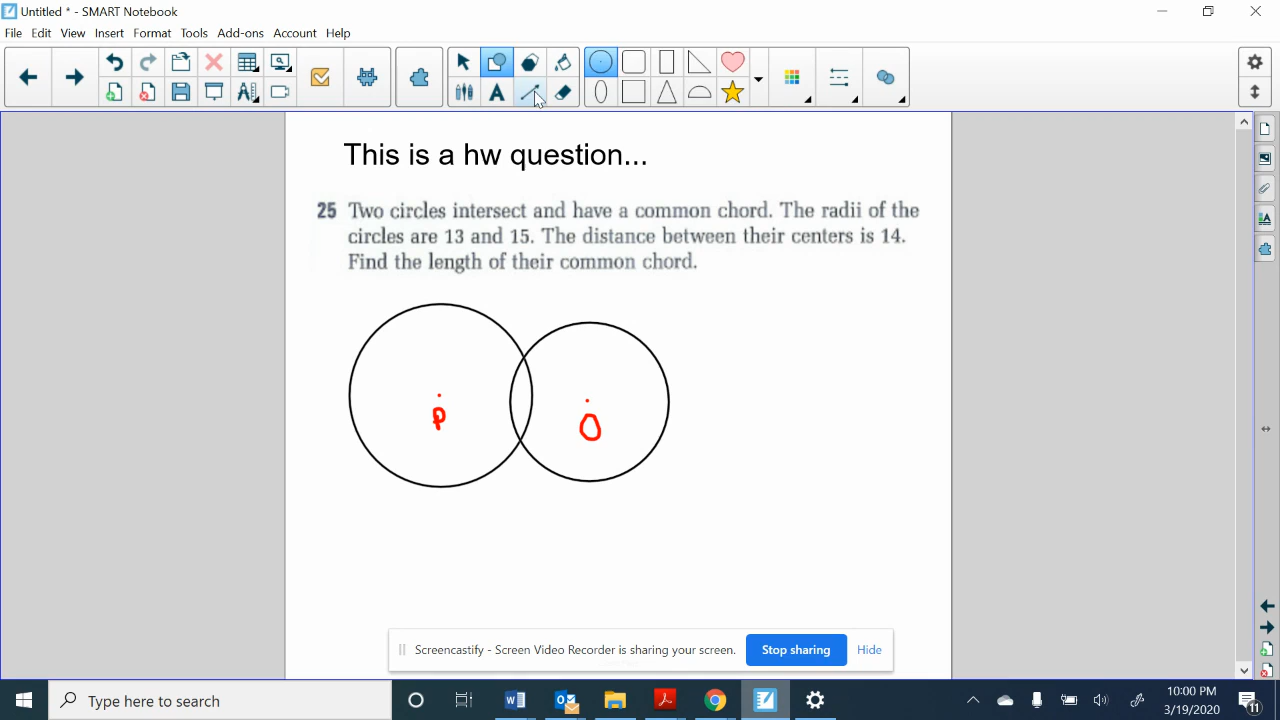 Untitled * - SMART Notebook
File Edit View Insert Format Tools Add-ons Account Help
A
This is a hw question...
25 Two circles intersect and have a common chord. The radii of the
circles are 13 and 15. The distance between their centers is 14.
Find the length of their common chord.
P
O
Screencastify - Screen Video Recorder is sharing your screen. Stop sharing Hide
Type here to search
10:00 PM
3/19/2020
11